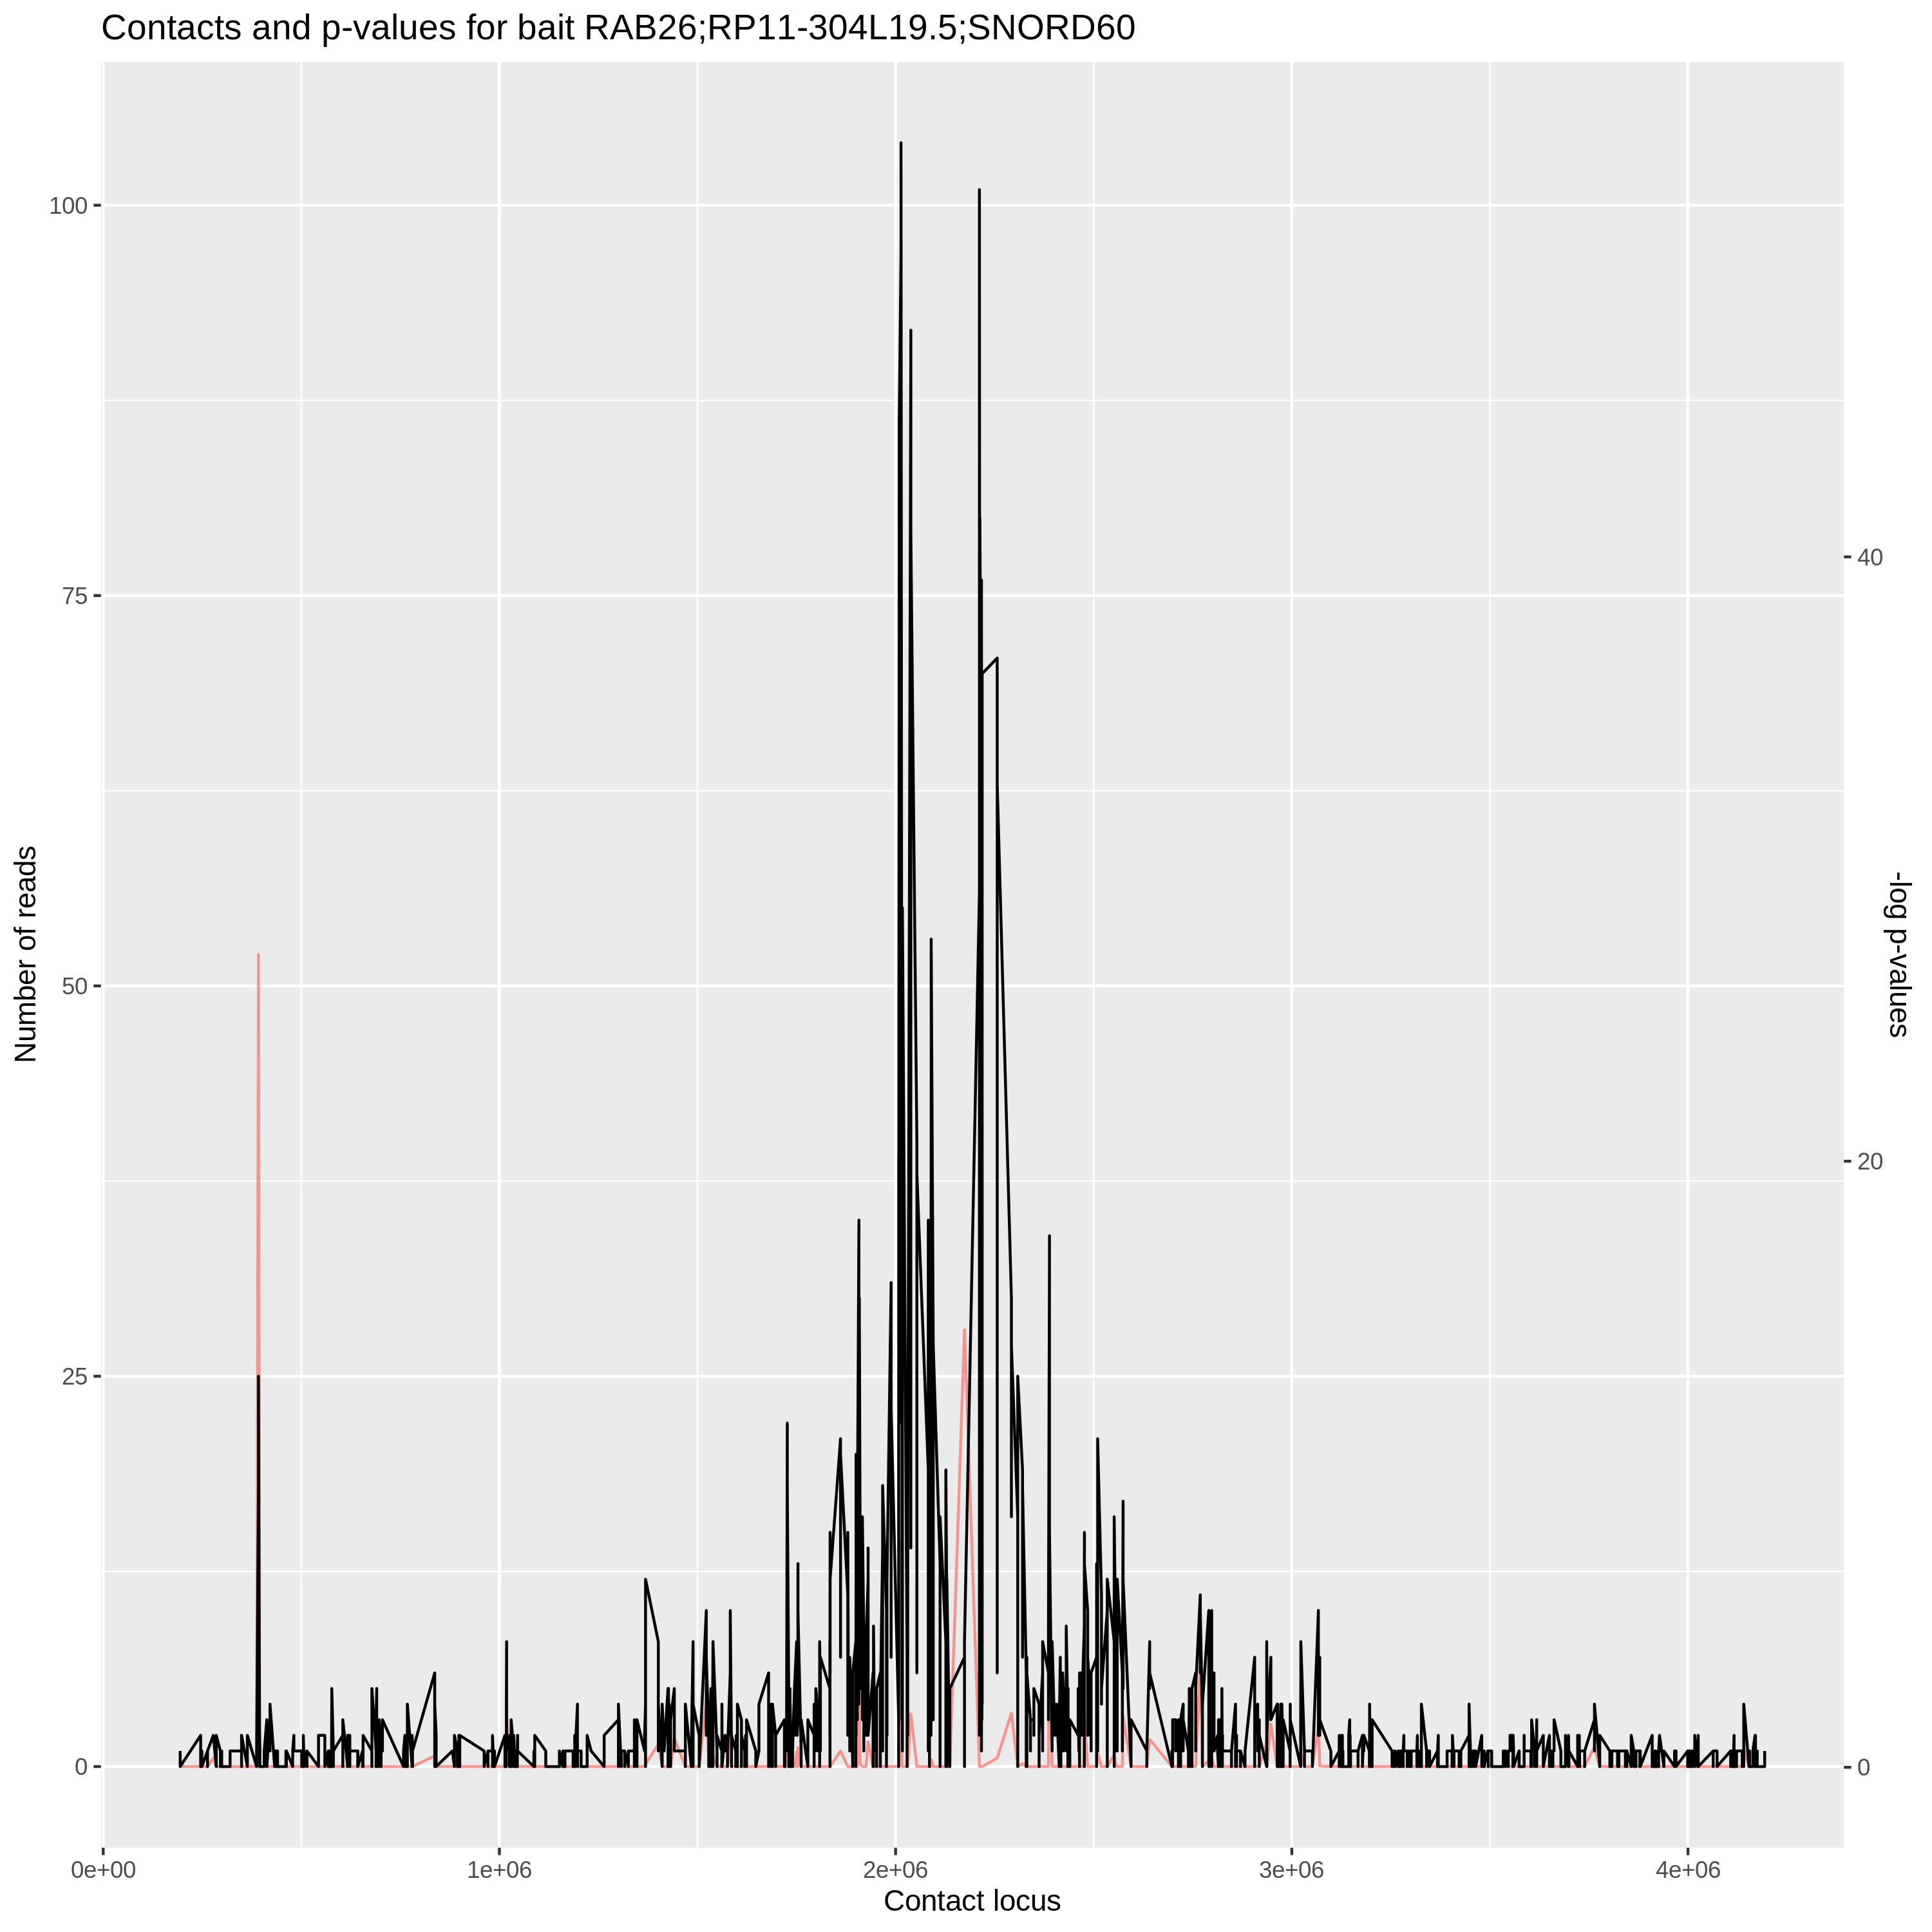 Contacts and p-values for bait RAB26;RP11-304L19.5;SNORD60
100
75
50
25
0
Number of reads
40
20
0
-log p-values
0e+00 1e+06 2e+06 3e+06 4e+06
Contact locus